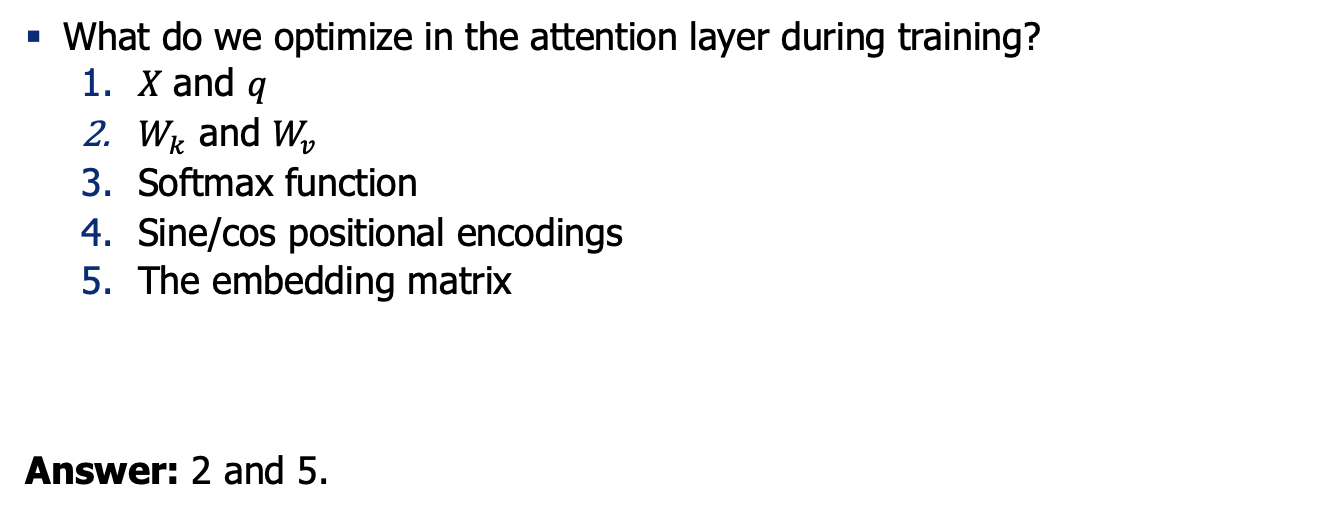 ▪ What do we optimize in the attention layer during training?
1. X and q
2. Wₖ and Wᵥ
3. Softmax function
4. Sine/cos positional encodings
5. The embedding matrix
Answer: 2 and 5.